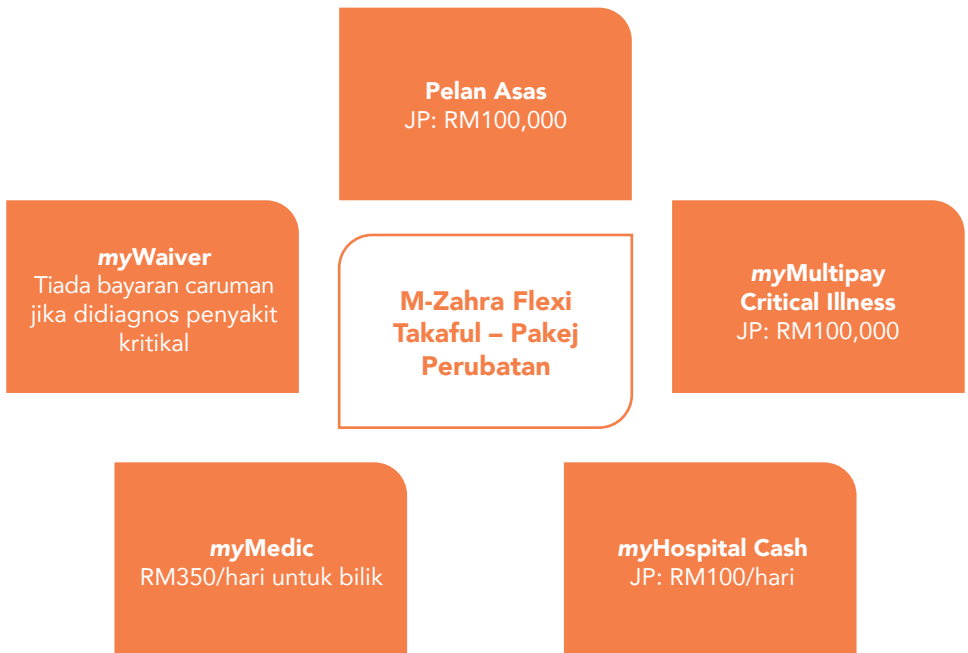 Pelan Asas
JP: RM100,000
myWaiver
Tiada bayaran caruman
jika didiagnos penyakit
kritikal
M-Zahra Flexi
Takaful – Pakej
Perubatan
myMultipay
Critical Illness
JP: RM100,000
myMedic
RM350/hari untuk bilik
myHospital Cash
JP: RM100/hari